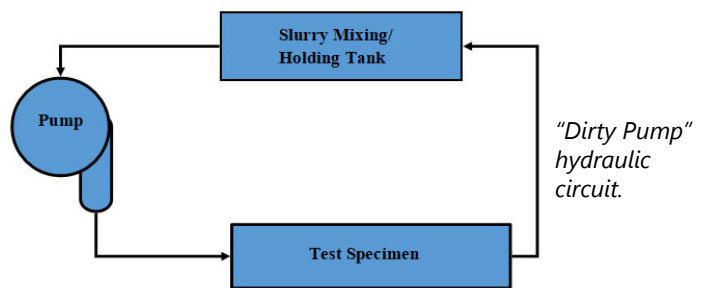 Slurry Mixing/
Holding Tank
Pump
"Dirty Pump"
hydraulic
circuit.
Test Specimen